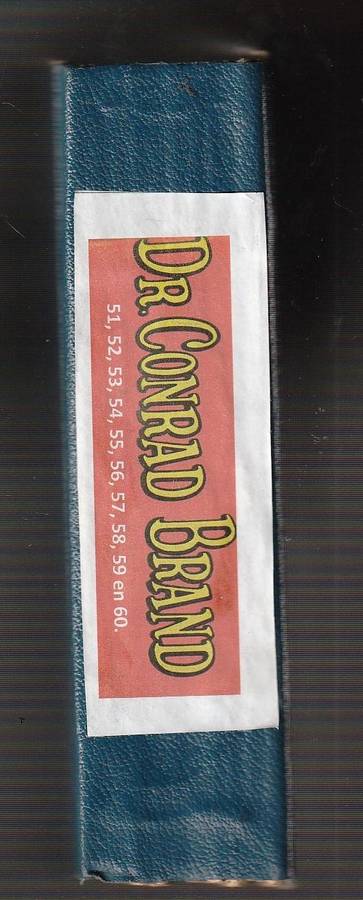 DR. CONRAD BRAND
51, 52, 53, 54, 55, 56, 57, 58, 59 en 60.